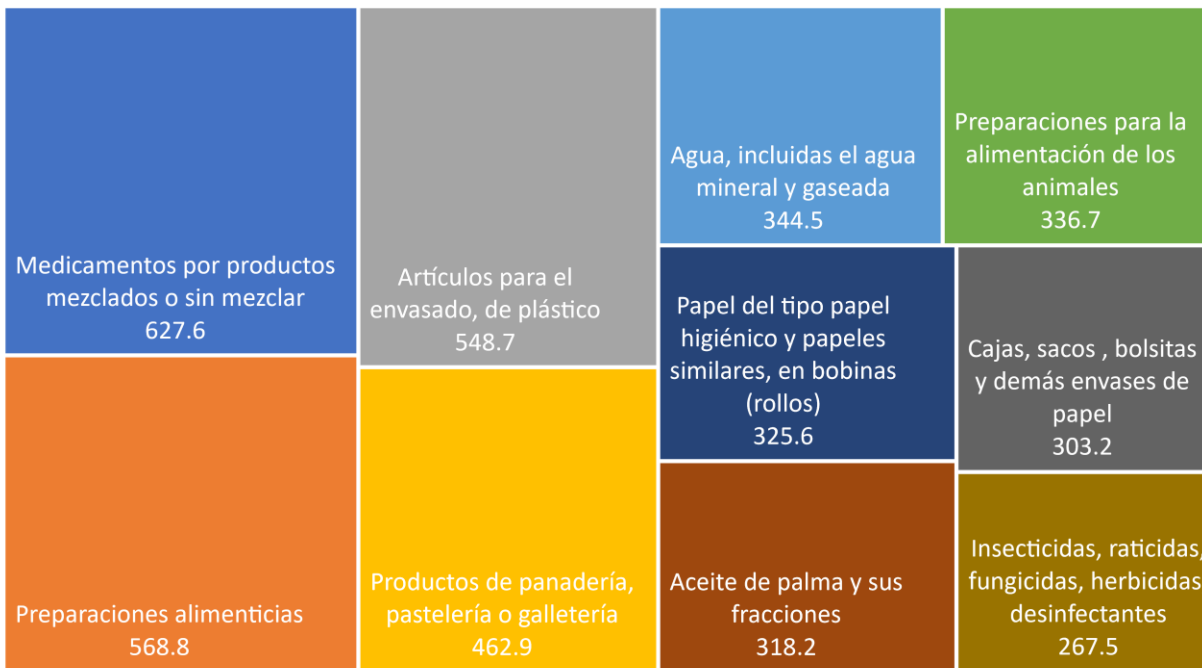 Medicamentos por productos
mezclados o sin mezclar
627.6
Preparaciones alimenticias
568.8
Artículos para el
envasado, de plástico
548.7
Productos de panadería,
pastelería o galletería
462.9
Agua, incluidas el agua
mineral y gaseada
344.5
Preparaciones para la
alimentación de los
animales
336.7
Papel del tipo papel
higiénico y papeles
similares, en bobinas
(rollos)
325.6
Cajas, sacos , bolsitas
y demás envases de
papel
303.2
Aceite de palma y sus
fracciones
318.2
Insecticidas, raticidas,
fungicidas, herbicidas
desinfectantes
267.5